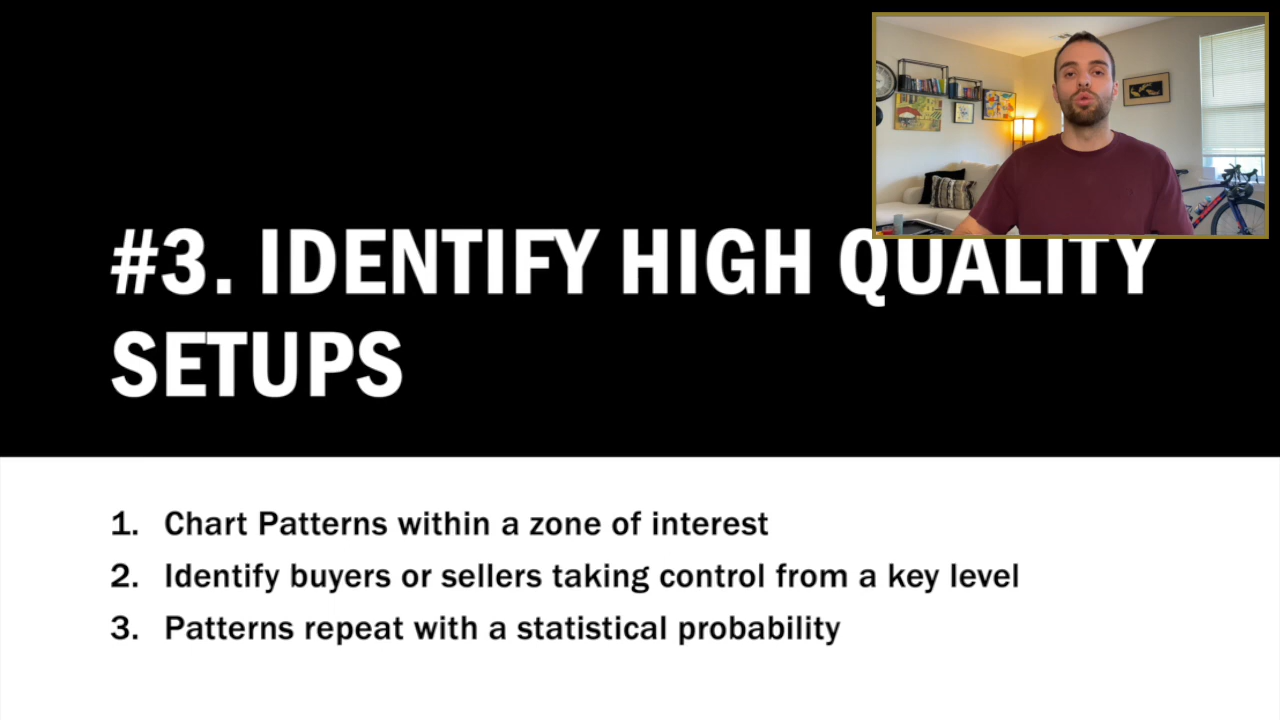 #3. IDENTIFY HIGH QUALITY
SETUPS
1. Chart Patterns within a zone of interest
2. Identify buyers or sellers taking control from a key level
3. Patterns repeat with a statistical probability